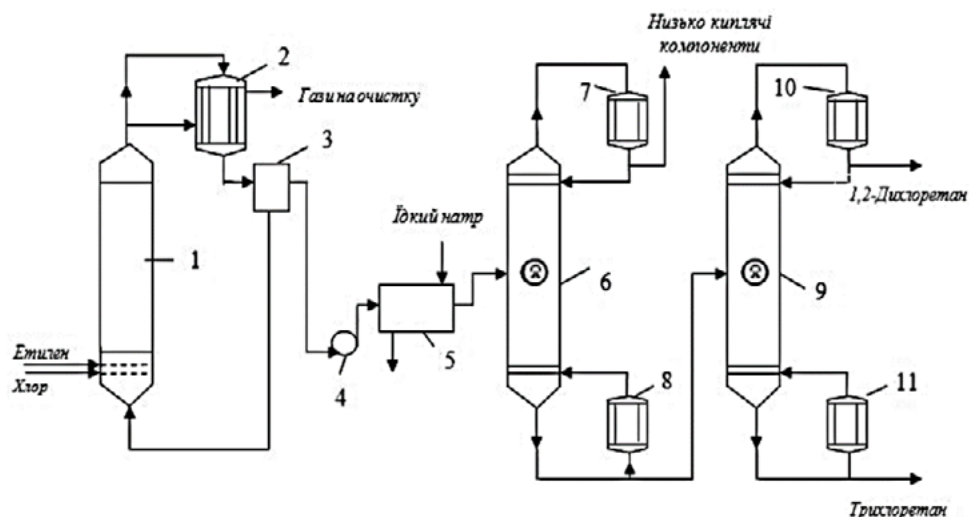 Низько киплячі
компоненти
2
7
10
Гази на очистку
3
1,2-Дихлоретан
Їдкий натр
1
6
9
Етилен
Хлор
4
5
8
11
Трихлоретан